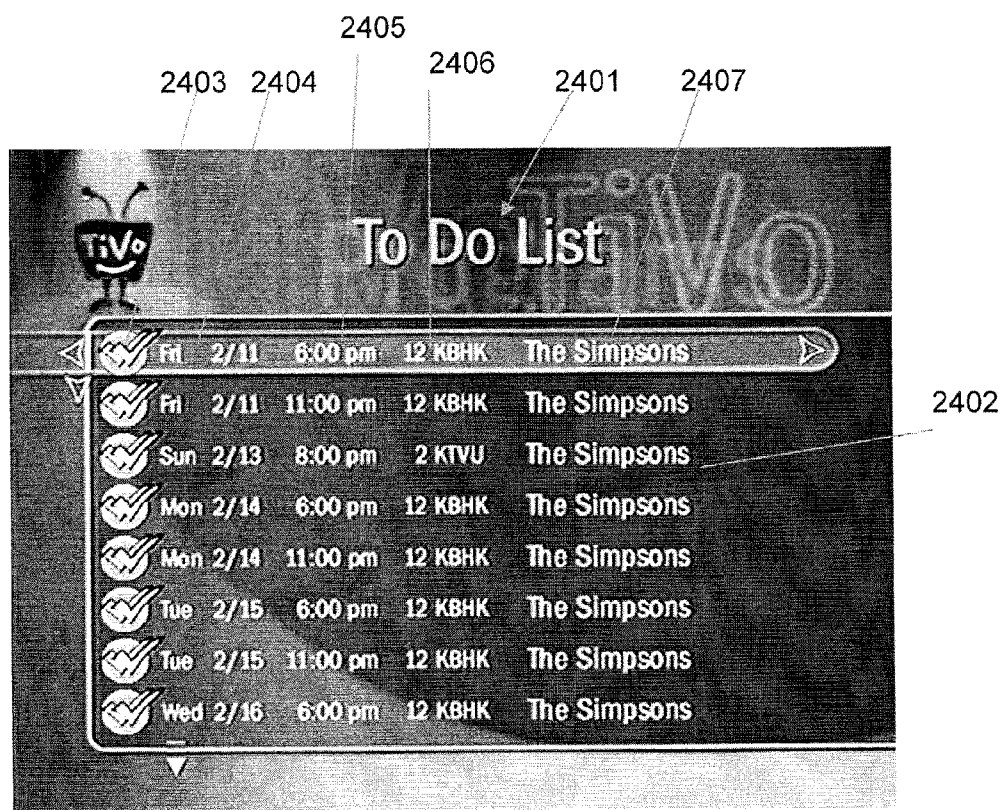 2405
2403 2404 2406 2401 2407
TiVo
TiVo
To Do List
Fri 2/11 6:00 pm 12 KBHK The Simpsons
Fri 2/11 11:00 pm 12 KBHK The Simpsons
2402
Sun 2/13 8:00 pm 2 KTVU The Simpsons
Mon 2/14 6:00 pm 12 KBHK The Simpsons
Mon 2/14 11:00 pm 12 KBHK The Simpsons
Tue 2/15 6:00 pm 12 KBHK The Simpsons
Tue 2/15 11:00 pm 12 KBHK The Simpsons
Wed 2/16 6:00 pm 12 KBHK The Simpsons